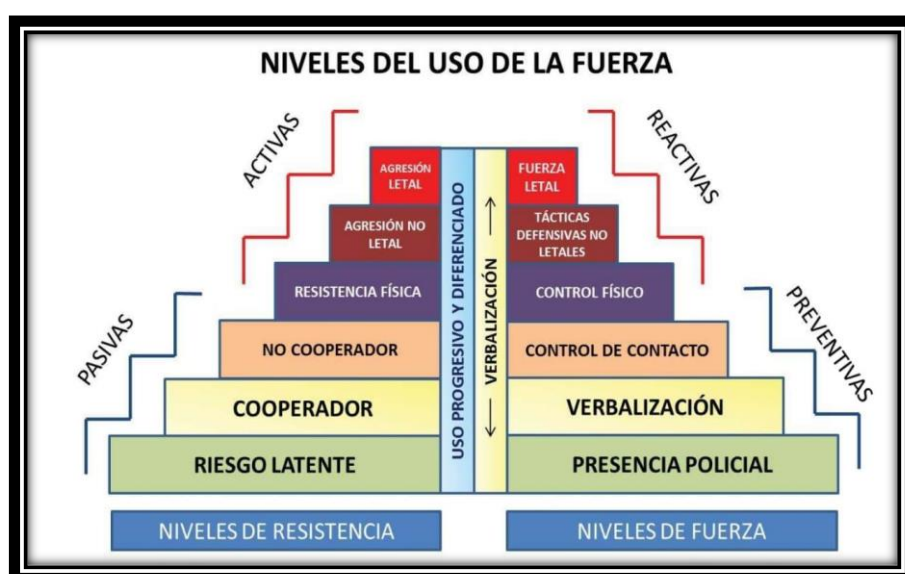 NIVELES DEL USO DE LA FUERZA
ACTIVAS
REACTIVAS
AGRESIÓN
LETAL
FUERZA
LETAL
AGRESIÓN NO
LETAL
TÁCTICAS
DEFENSIVAS NO
LETALES
RESISTENCIA FÍSICA
CONTROL FÍSICO
PASIVAS
PREVENTIVAS
NO COOPERADOR
CONTROL DE CONTACTO
COOPERADOR
VERBALIZACIÓN
RIESGO LATENTE
PRESENCIA POLICIAL
USO PROGRESIVO Y DIFERENCIADO
VERBALIZACIÓN
NIVELES DE RESISTENCIA
NIVELES DE FUERZA